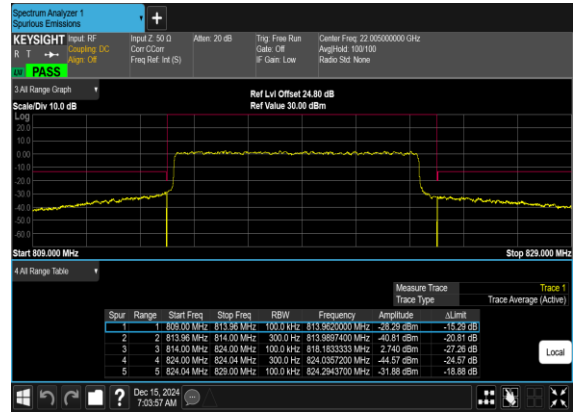 Spectrum Analyzer 1
Spurious Emissions
+
KEYSIGHT Input: RF Input Z: 50 Ω Atten: 20 dB Trig: Free Run Center Freq: 22.005000000 GHz
R T Coupling: DC Corr CCorr Gate: Off Avg|Hold: 100/100
Align: Off Freq Ref: Int (S) IF Gain: Low Radio Std: None
PASS
3 All Range Graph
Ref Lvl Offset 24.80 dB
Scale/Div 10.0 dB Ref Value 30.00 dBm
Log
20.0
10.0
0.00
-10.0
-20.0
-30.0
-40.0
-50.0
-60.0
Start 809.000 MHz Stop 829.000 MHz
4 All Range Table
Measure Trace Trace 1
Trace Type Trace Average (Active)
Spur Range Start Freq Stop Freq RBW Frequency Amplitude ΔLimit
1 1 809.00 MHz 813.96 MHz 100.0 kHz 813.9620000 MHz -28.29 dBm -15.29 dB
2 2 813.96 MHz 814.00 MHz 300.0 Hz 813.9897400 MHz -40.81 dBm -20.81 dB
3 3 814.00 MHz 824.00 MHz 100.0 kHz 818.1833333 MHz 2.740 dBm -27.26 dB
4 4 824.00 MHz 824.04 MHz 300.0 Hz 824.0357200 MHz -44.57 dBm -24.57 dB
5 5 824.04 MHz 829.00 MHz 100.0 kHz 824.2943700 MHz -31.88 dBm -18.88 dB
Local
? Dec 15, 2024
7:03:57 AM